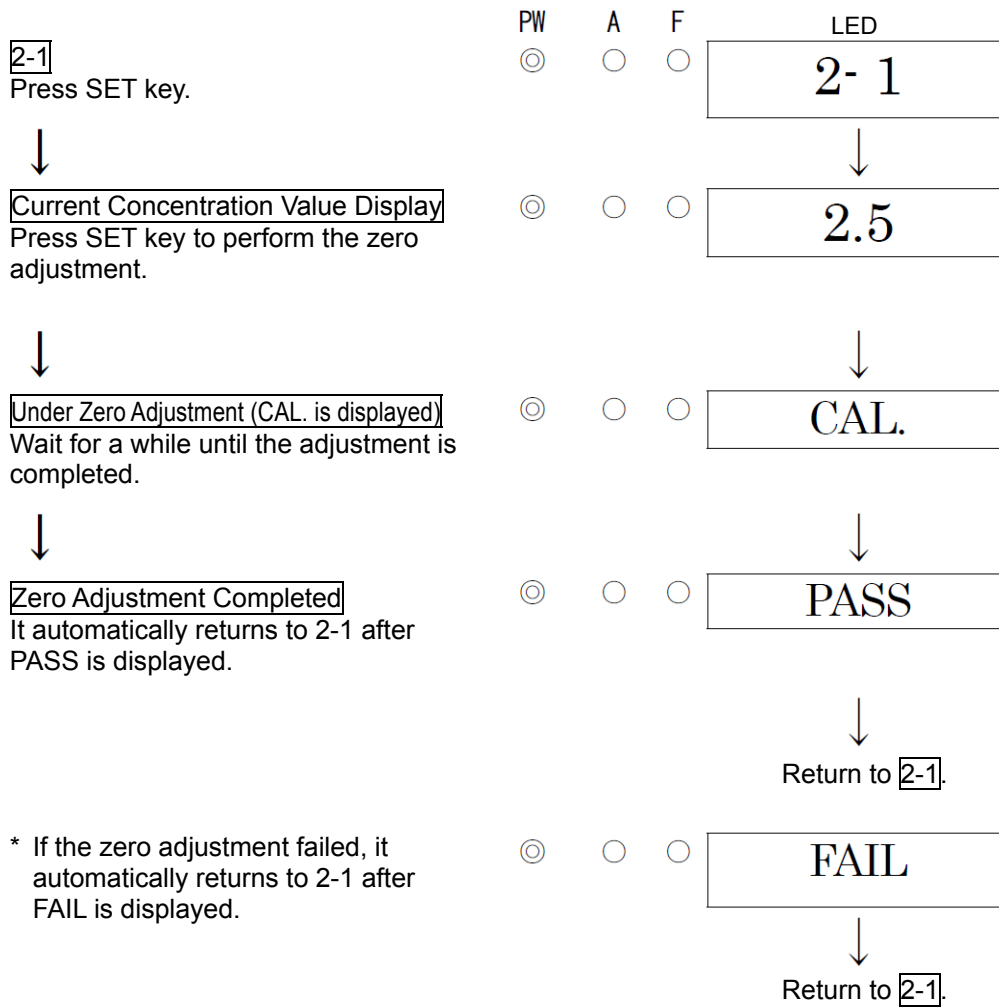 PW A F LED
2-1
Press SET key.
2- 1
Current Concentration Value Display
Press SET key to perform the zero
adjustment.
2.5
Under Zero Adjustment (CAL. is displayed)
Wait for a while until the adjustment is
completed.
CAL.
Zero Adjustment Completed
It automatically returns to 2-1 after
PASS is displayed.
PASS
Return to 2-1.
* If the zero adjustment failed, it
automatically returns to 2-1 after
FAIL is displayed.
FAIL
Return to 2-1.